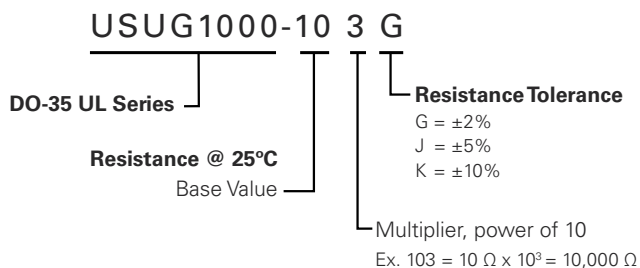 USUG1000-10 3 G
DO-35 UL Series
Resistance Tolerance
G = ±2%
J = ±5%
K = ±10%
Resistance @ 25ºC
Base Value
Multiplier, power of 10
Ex. 103 = 10 Ω x 10³ = 10,000 Ω